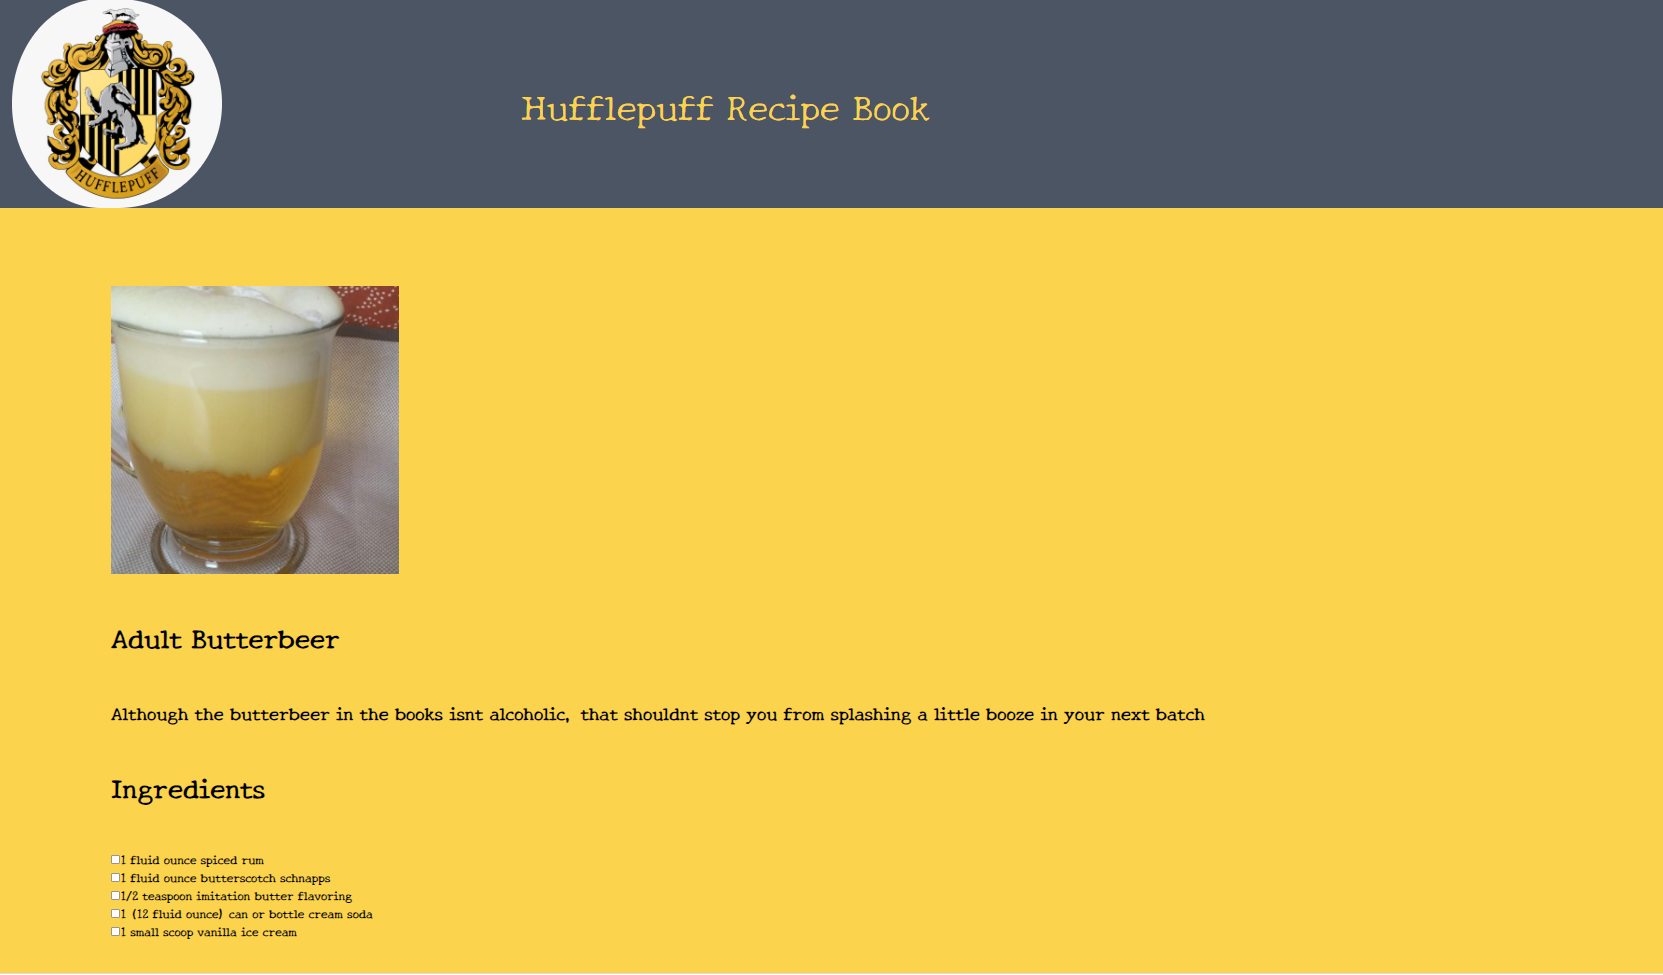 HUFFLEPUFF
Hufflepuff Recipe Book
Adult Butterbeer
Although the butterbeer in the books isnt alcoholic, that shouldnt stop you from splashing a little booze in your next batch
Ingredients
1 fluid ounce spiced rum
1 fluid ounce butterscotch schnapps
1/2 teaspoon imitation butter flavoring
1 (12 fluid ounce) can or bottle cream soda
1 small scoop vanilla ice cream